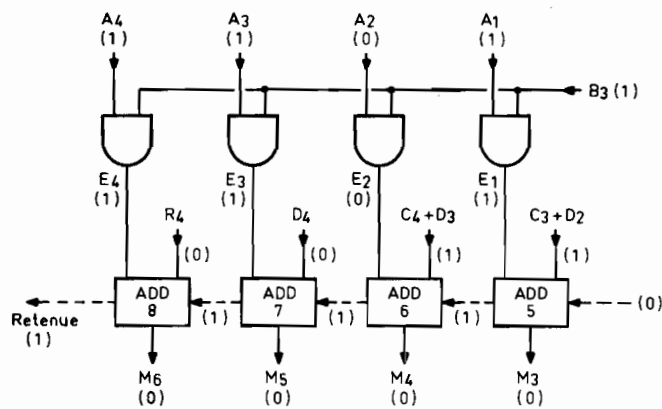 A4 A3 A2 A1
(1) (1) (0) (1)
B3 (1)
E4 E3 E2 E1
(1) (1) (0) (1)
R4 D4 C4+D3 C3+D2
(0) (0) (1) (1)
ADD 8 ADD 7 ADD 6 ADD 5
Retenue (1) (1) (1) (1) (0)
M6 M5 M4 M3
(0) (0) (0) (0)